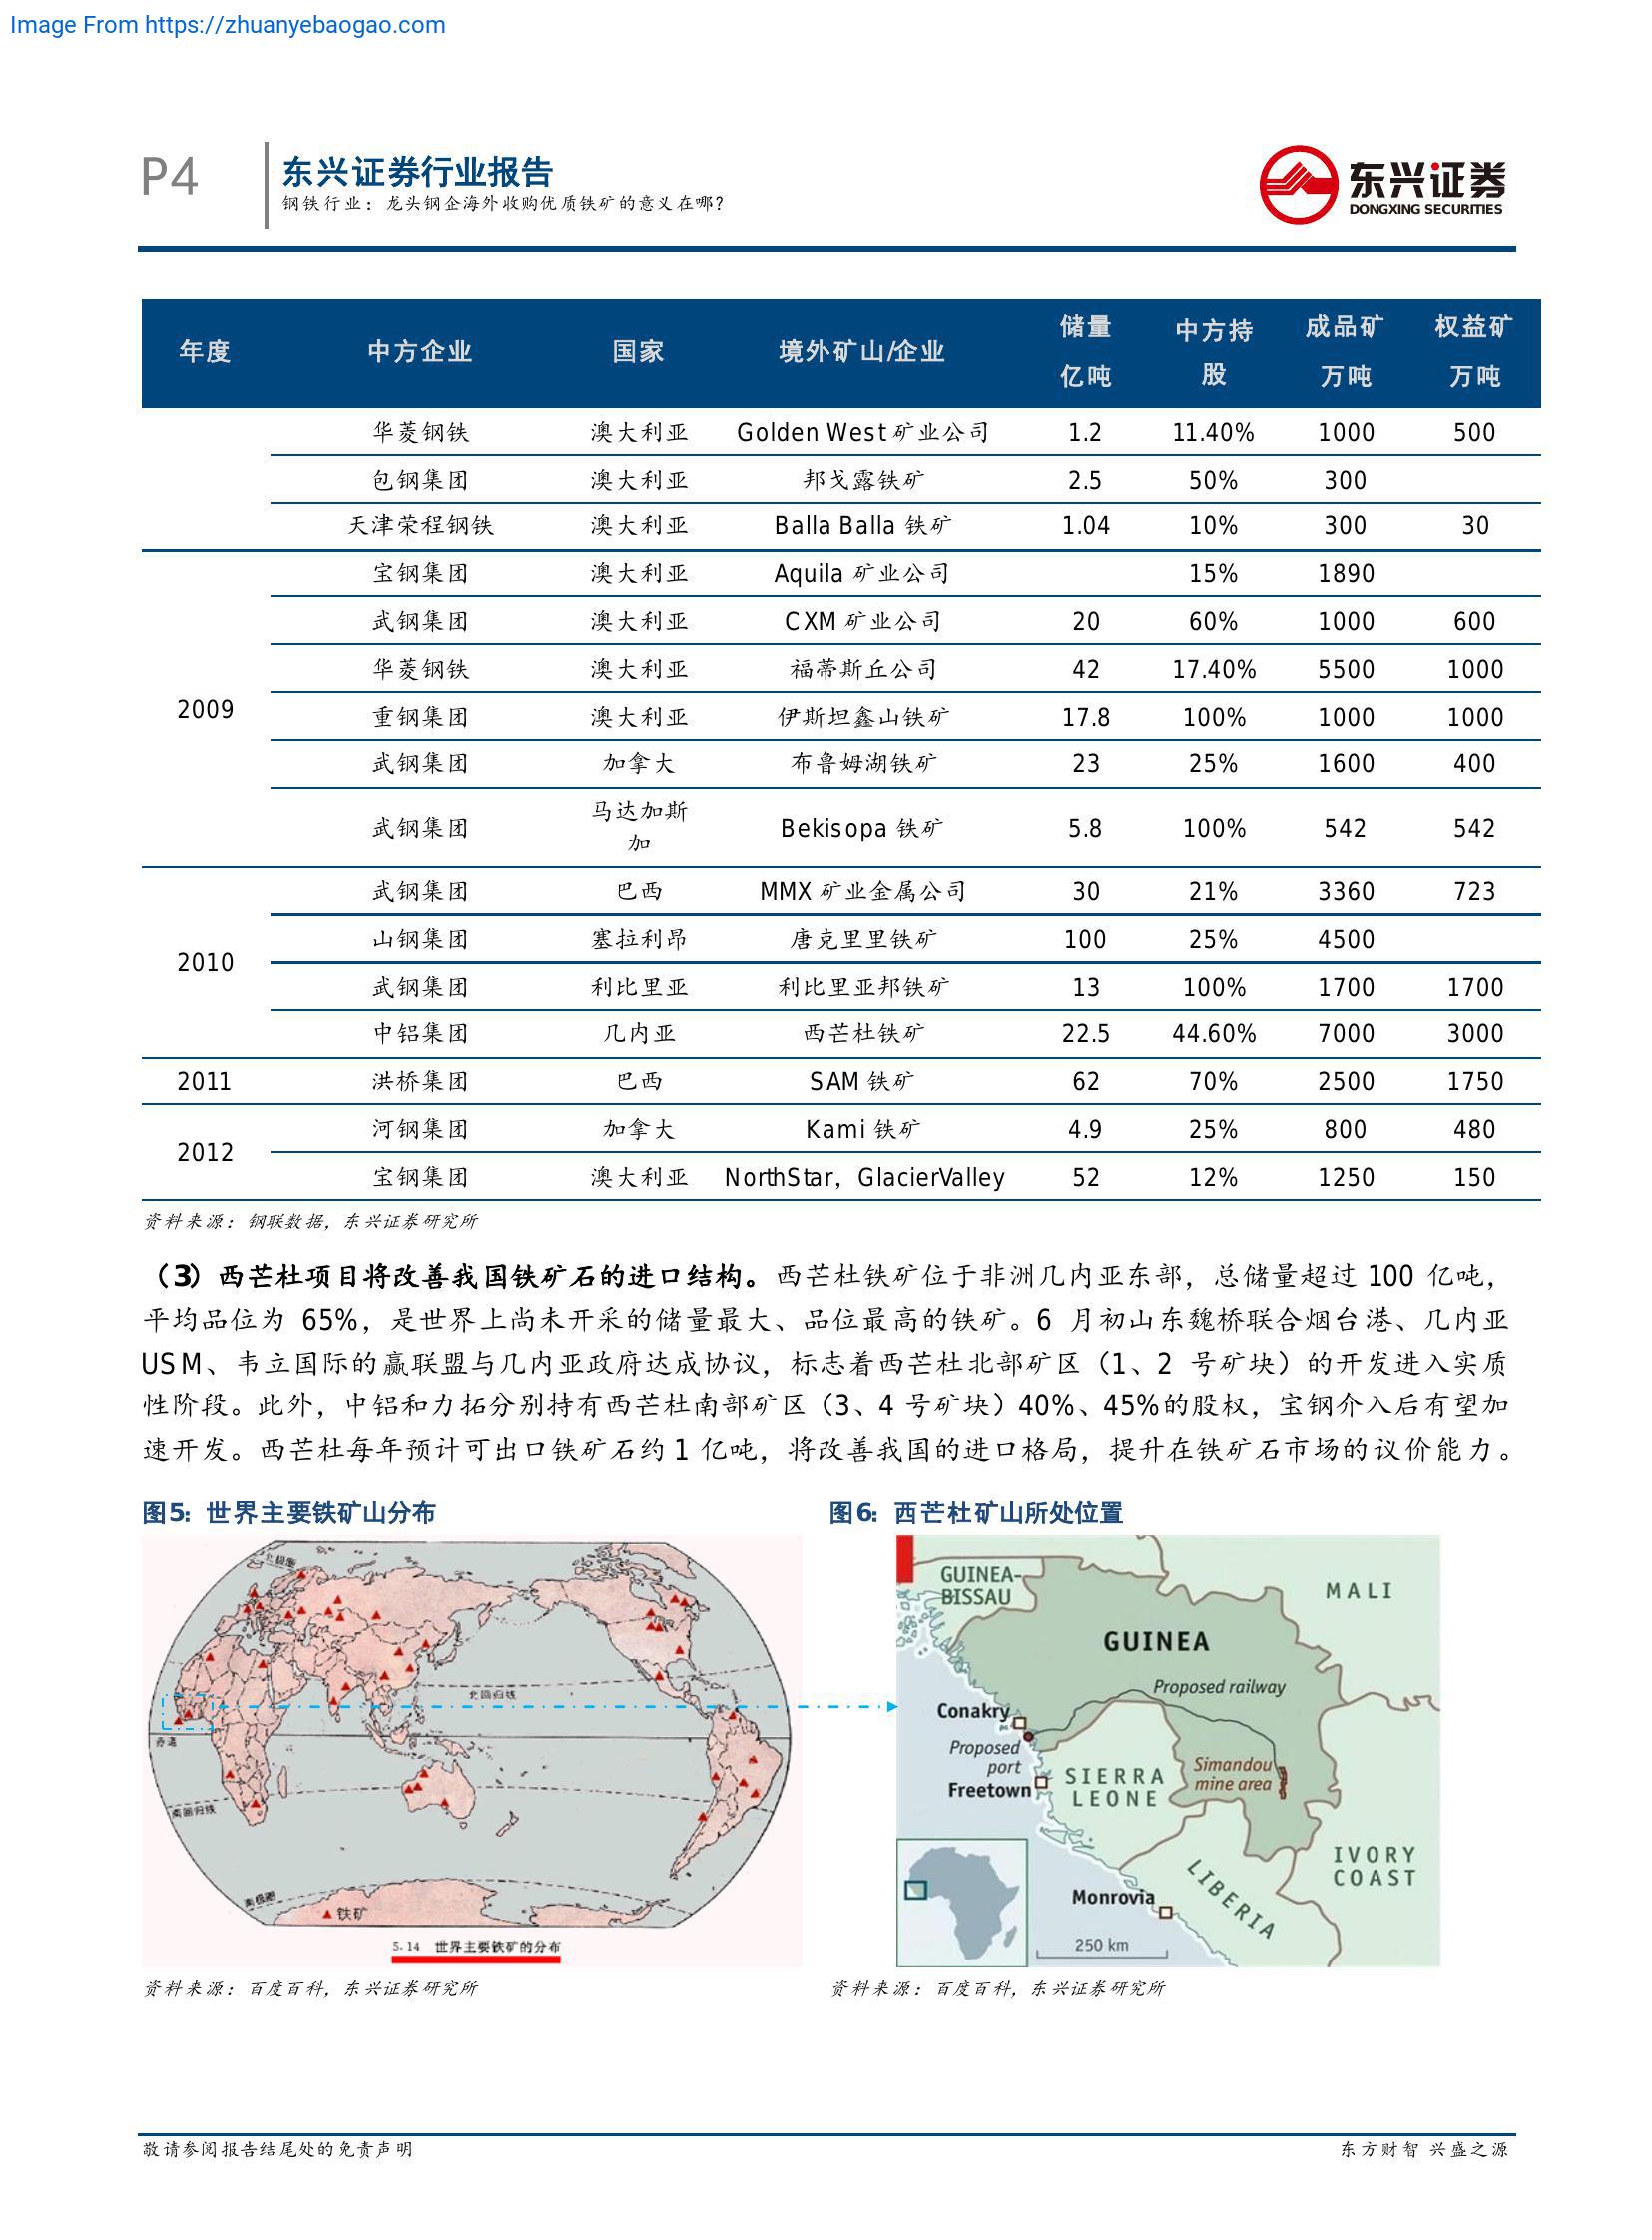 Image From https://zhuanyebaogao.com
P4
东兴证券行业报告
钢铁行业：龙头钢企海外收购优质铁矿的意义在哪？
东兴证券
DONGXING SECURITIES
年度 中方企业 国家 境外矿山/企业 储量 亿吨 中方持股 成品矿 万吨 权益矿 万吨
华菱钢铁 澳大利亚 Golden West 矿业公司 1.2 11.40% 1000 500
包钢集团 澳大利亚 邦戈露铁矿 2.5 50% 300
天津荣程钢铁 澳大利亚 Balla Balla 铁矿 1.04 10% 300 30
宝钢集团 澳大利亚 Aquila 矿业公司 15% 1890
武钢集团 澳大利亚 CXM 矿业公司 20 60% 1000 600
华菱钢铁 澳大利亚 福蒂斯丘公司 42 17.40% 5500 1000
2009
重钢集团 澳大利亚 伊斯坦鑫山铁矿 17.8 100% 1000 1000
武钢集团 加拿大 布鲁姆湖铁矿 23 25% 1600 400
武钢集团 马达加斯加 Bekisopa 铁矿 5.8 100% 542 542
武钢集团 巴西 MMX 矿业金属公司 30 21% 3360 723
山钢集团 塞拉利昂 唐克里里铁矿 100 25% 4500
2010
武钢集团 利比里亚 利比里亚邦铁矿 13 100% 1700 1700
中铝集团 几内亚 西芒杜铁矿 22.5 44.60% 7000 3000
2011 洪桥集团 巴西 SAM 铁矿 62 70% 2500 1750
河钢集团 加拿大 Kami 铁矿 4.9 25% 800 480
2012
宝钢集团 澳大利亚 NorthStar，GlacierValley 52 12% 1250 150
资料来源：钢联数据，东兴证券研究所
（3）西芒杜项目将改善我国铁矿石的进口结构。西芒杜铁矿位于非洲几内亚东部，总储量超过 100 亿吨，
平均品位为 65%，是世界上尚未开采的储量最大、品位最高的铁矿。6 月初山东魏桥联合烟台港、几内亚
USM、韦立国际的赢联盟与几内亚政府达成协议，标志着西芒杜北部矿区（1、2 号矿块）的开发进入实质
性阶段。此外，中铝和力拓分别持有西芒杜南部矿区（3、4 号矿块）40%、45%的股权，宝钢介入后有望加
速开发。西芒杜每年预计可出口铁矿石约 1 亿吨，将改善我国的进口格局，提升在铁矿石市场的议价能力。
图5：世界主要铁矿山分布
图6：西芒杜矿山所处位置
北极圈
北回归线
赤道
南回归线
南极圈
铁矿
5.14 世界主要铁矿的分布
GUINEA-
BISSAU
MALI
GUINEA
Proposed railway
Conakry
Proposed
port
Freetown
SIERRA
LEONE
Simandou
mine area
IVORY
COAST
LIBERIA
Monrovia
250 km
资料来源：百度百科，东兴证券研究所
资料来源：百度百科，东兴证券研究所
敬请参阅报告结尾处的免责声明
东方财智 兴盛之源